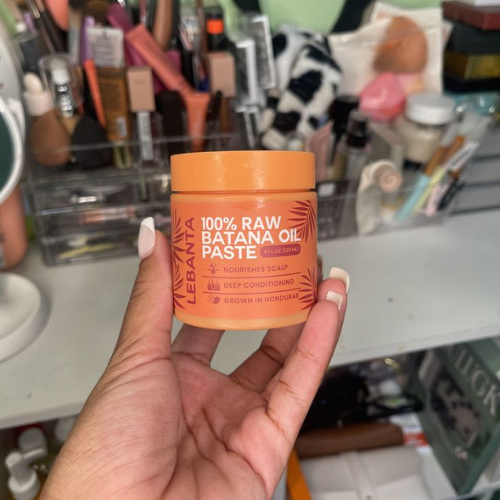 LEBANTA
100% RAW
BATANA OIL
PASTE
NOURISHES SCALP
DEEP CONDITIONING
GROWN IN HONDURAS